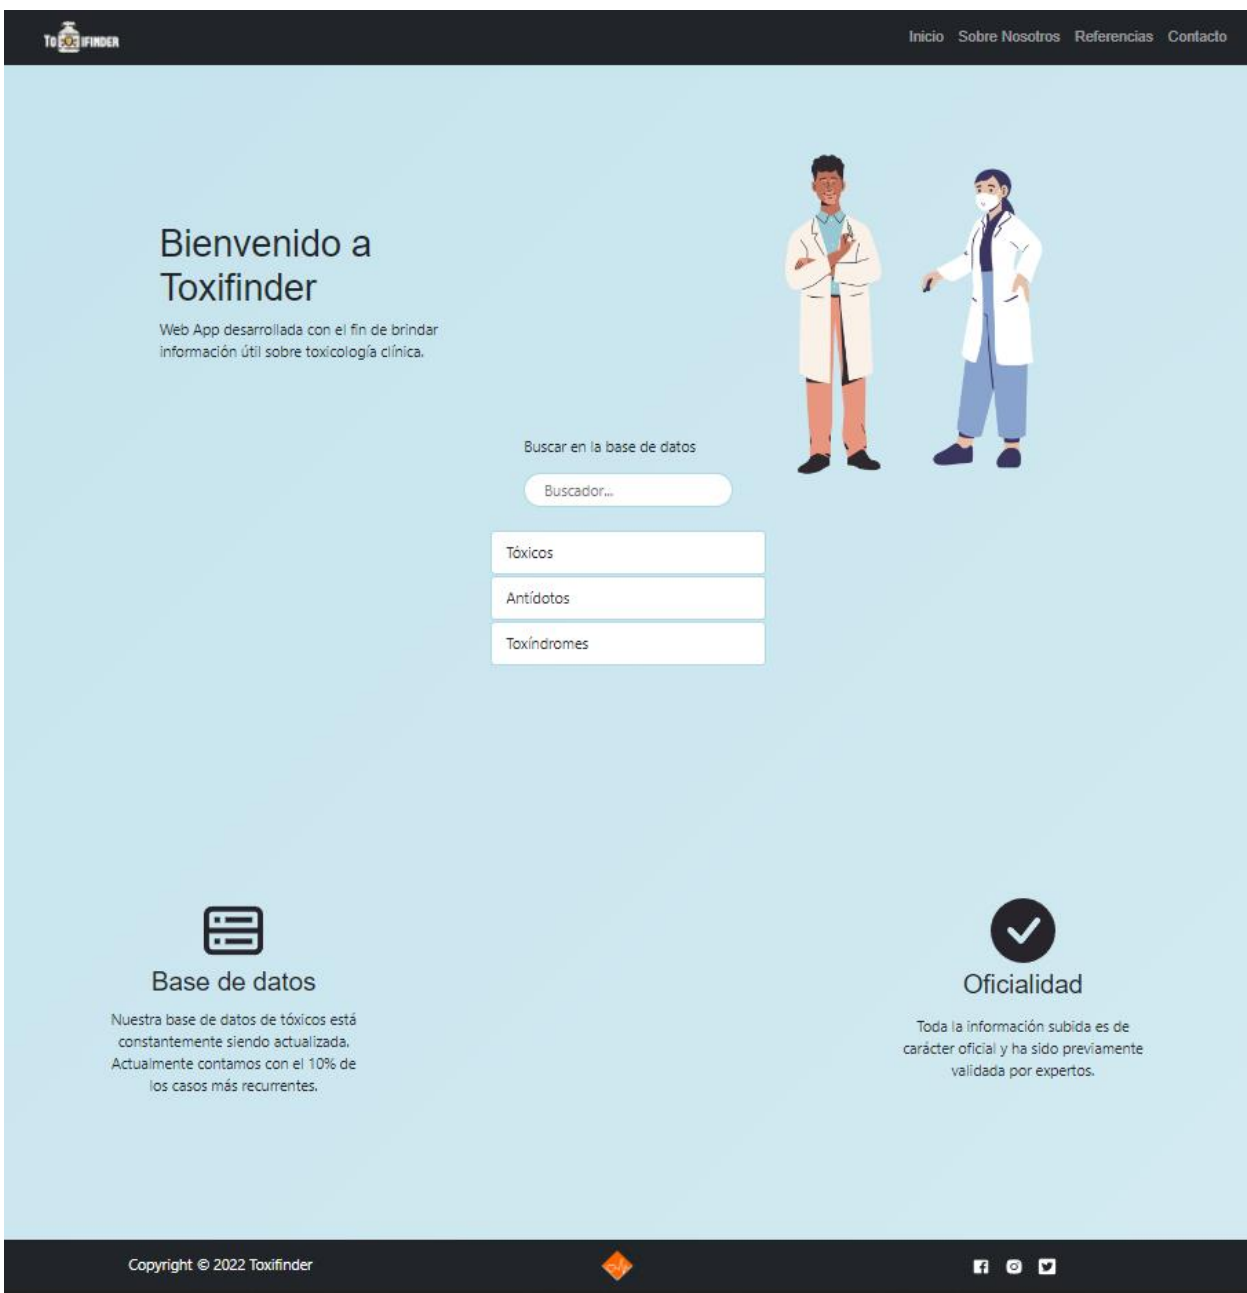 To IFINDER
Inicio Sobre Nosotros Referencias Contacto
Bienvenido a
Toxifinder
Web App desarrollada con el fin de brindar
información útil sobre toxicología clínica.
Buscar en la base de datos
Buscador...
Tóxicos
Antídotos
Toxíndromes
Base de datos
Nuestra base de datos de tóxicos está
constantemente siendo actualizada.
Actualmente contamos con el 10% de
los casos más recurrentes.
Oficialidad
Toda la información subida es de
carácter oficial y ha sido previamente
validada por expertos.
Copyright © 2022 Toxifinder